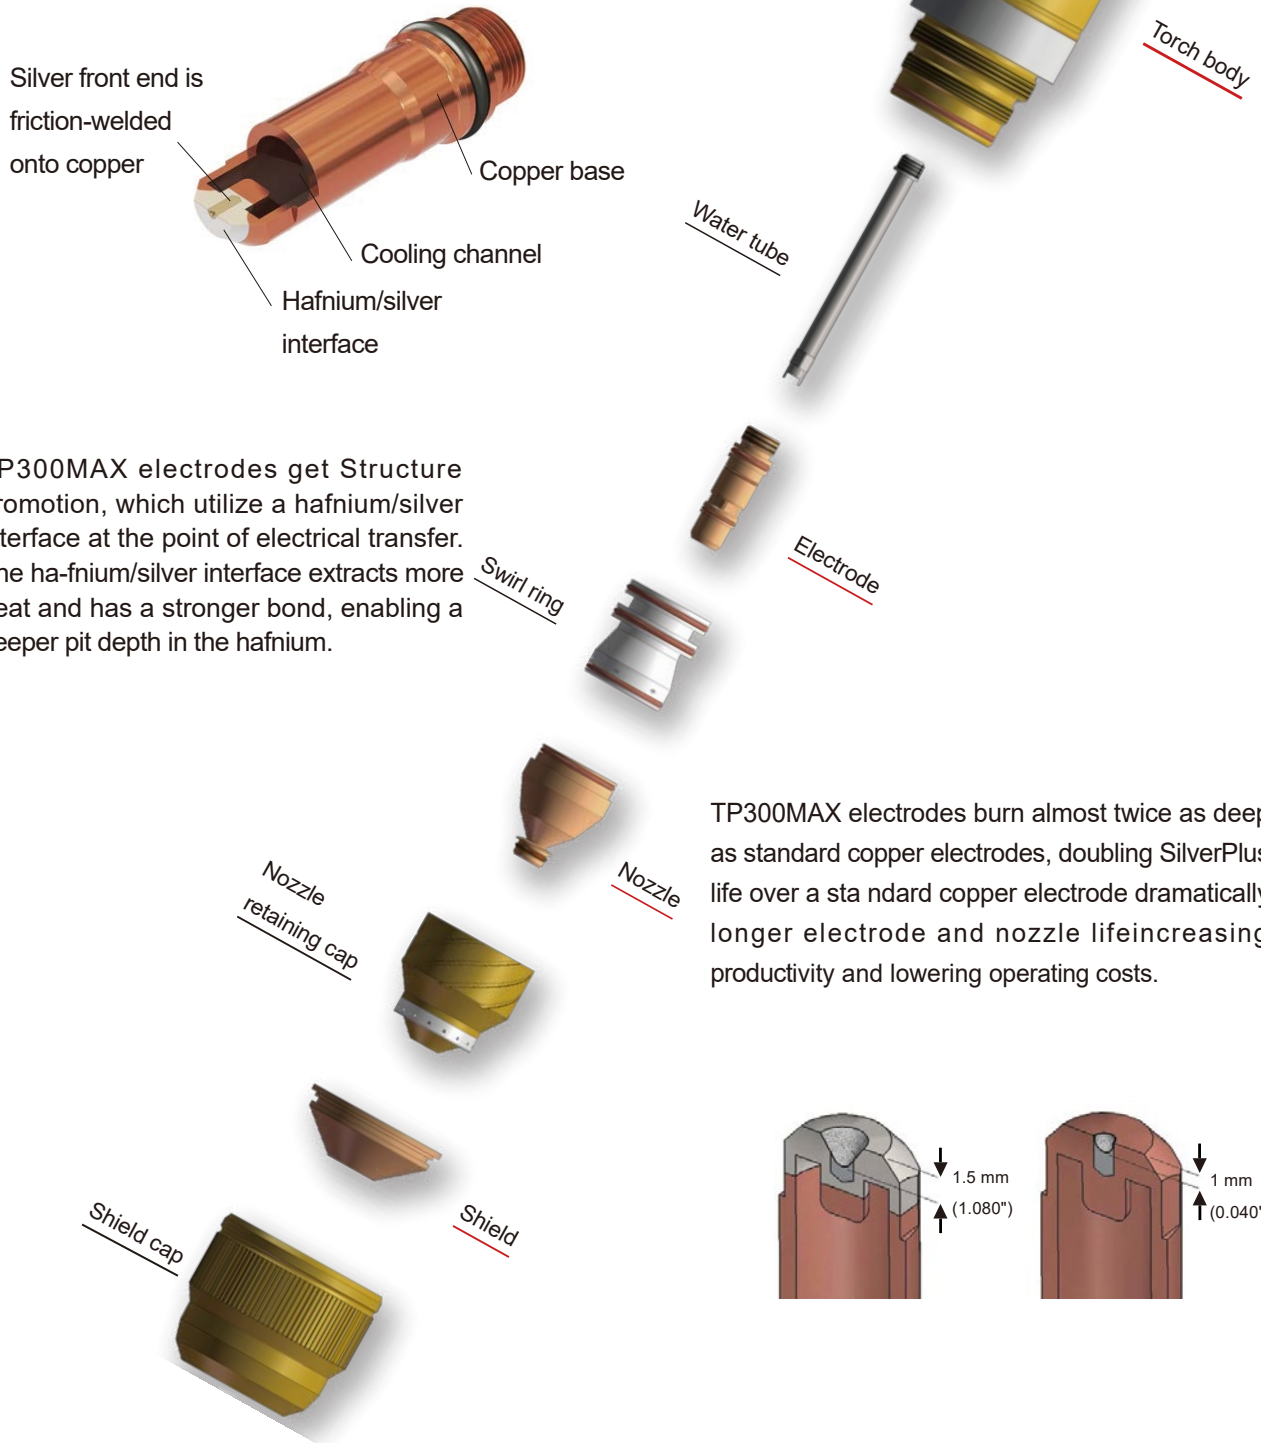 Silver front end is
friction-welded
onto copper
Copper base
Cooling channel
Hafnium/silver
interface
Torch body
Water tube
P300MAX electrodes get Structure
romotion, which utilize a hafnium/silver
terface at the point of electrical transfer.
ne ha-fnium/silver interface extracts more
eat and has a stronger bond, enabling a
eeper pit depth in the hafnium.
Electrode
Swirl ring
Nozzle
TP300MAX electrodes burn almost twice as deep
as standard copper electrodes, doubling SilverPlus
life over a sta ndard copper electrode dramatically
longer electrode and nozzle lifeincreasing
productivity and lowering operating costs.
Nozzle
retaining cap
Shield
Shield cap
1.5 mm
(1.080")
1 mm
(0.040"